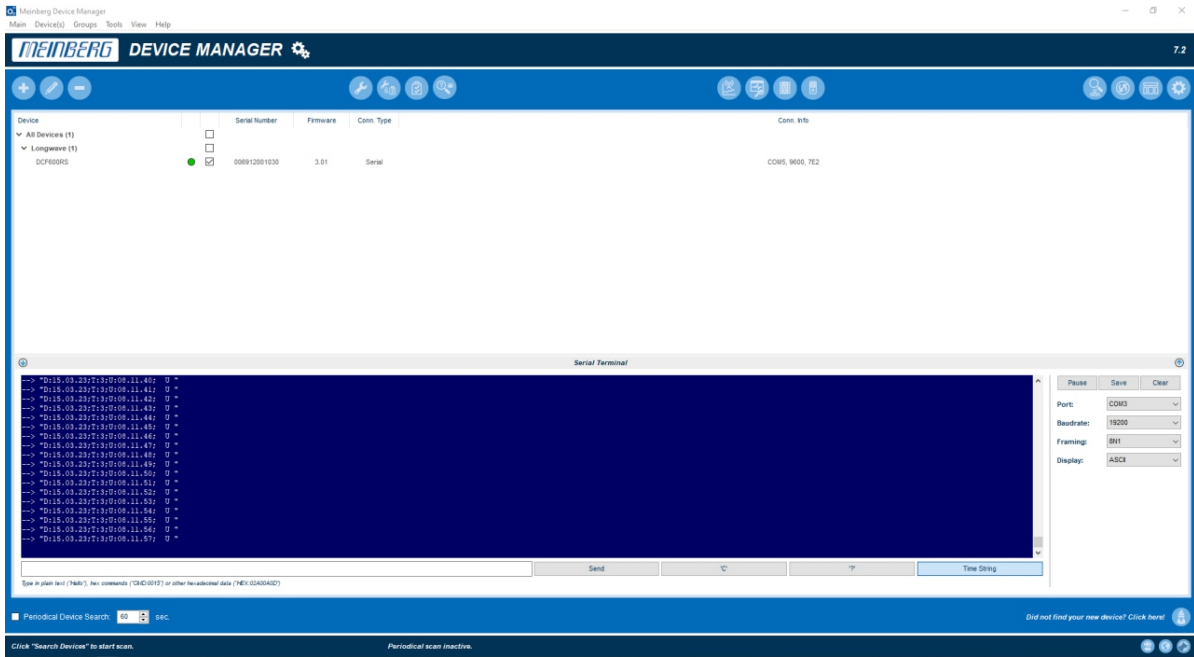 Meinberg Device Manager
Main Device(s) Groups Tools View Help
MEINBERG DEVICE MANAGER 7.2
Device Serial Number Firmware Conn. Type Conn. Info
All Devices (1)
Longwave (1)
DCF600RS 006912001030 3.01 Serial COM5, 9600, 7E2
Serial Terminal
--> "D:15.03.23;T:3;U:08.11.40; U "
--> "D:15.03.23;T:3;U:08.11.41; U "
--> "D:15.03.23;T:3;U:08.11.42; U "
--> "D:15.03.23;T:3;U:08.11.43; U "
--> "D:15.03.23;T:3;U:08.11.44; U "
--> "D:15.03.23;T:3;U:08.11.45; U "
--> "D:15.03.23;T:3;U:08.11.46; U "
--> "D:15.03.23;T:3;U:08.11.47; U "
--> "D:15.03.23;T:3;U:08.11.48; U "
--> "D:15.03.23;T:3;U:08.11.49; U "
--> "D:15.03.23;T:3;U:08.11.50; U "
--> "D:15.03.23;T:3;U:08.11.51; U "
--> "D:15.03.23;T:3;U:08.11.52; U "
--> "D:15.03.23;T:3;U:08.11.53; U "
--> "D:15.03.23;T:3;U:08.11.54; U "
--> "D:15.03.23;T:3;U:08.11.55; U "
--> "D:15.03.23;T:3;U:08.11.56; U "
--> "D:15.03.23;T:3;U:08.11.57; U "
Pause Save Clear
Port: COM3
Baudrate: 19200
Framing: 8N1
Display: ASCII
Send 'C' '?' Time String
Type in plain text ('Hello'), hex commands ('CMD:0015') or other hexadecimal data ('HEX:02A00A5D')
Periodical Device Search: 60 sec.
Did not find your new device? Click here!
Click "Search Devices" to start scan. Periodical scan inactive.